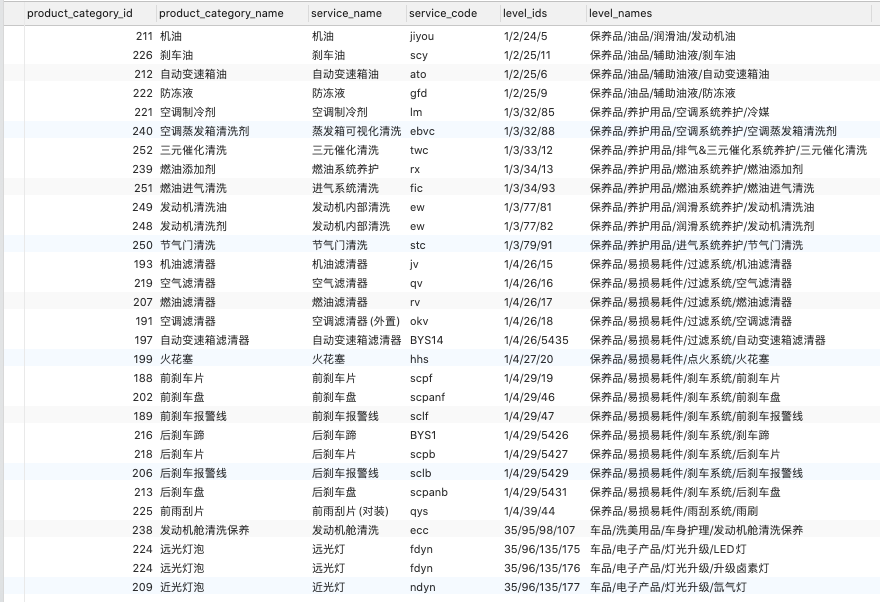 product_category_id product_category_name service_name service_code level_ids level_names
211 机油 机油 jiyou 1/2/24/5 保养品/油品/润滑油/发动机油
226 刹车油 刹车油 scy 1/2/25/11 保养品/油品/辅助油液/刹车油
212 自动变速箱油 自动变速箱油 ato 1/2/25/6 保养品/油品/辅助油液/自动变速箱油
222 防冻液 防冻液 gfd 1/2/25/9 保养品/油品/辅助油液/防冻液
221 空调制冷剂 空调制冷剂 lm 1/3/32/85 保养品/养护用品/空调系统养护/冷媒
240 空调蒸发箱清洗剂 蒸发箱可视化清洗 ebvc 1/3/32/88 保养品/养护用品/空调系统养护/空调蒸发箱清洗剂
252 三元催化清洗 三元催化清洗 twc 1/3/33/12 保养品/养护用品/排气&三元催化系统养护/三元催化清洗
239 燃油添加剂 燃油系统养护 rx 1/3/34/13 保养品/养护用品/燃油系统养护/燃油添加剂
251 燃油进气清洗 进气系统清洗 fic 1/3/34/93 保养品/养护用品/燃油系统养护/燃油进气清洗
249 发动机清洗油 发动机内部清洗 ew 1/3/77/81 保养品/养护用品/润滑系统养护/发动机清洗油
248 发动机清洗剂 发动机内部清洗 ew 1/3/77/82 保养品/养护用品/润滑系统养护/发动机清洗剂
250 节气门清洗 节气门清洗 stc 1/3/79/91 保养品/养护用品/进气系统养护/节气门清洗
193 机油滤清器 机油滤清器 jv 1/4/26/15 保养品/易损易耗件/过滤系统/机油滤清器
219 空气滤清器 空气滤清器 qv 1/4/26/16 保养品/易损易耗件/过滤系统/空气滤清器
207 燃油滤清器 燃油滤清器 rv 1/4/26/17 保养品/易损易耗件/过滤系统/燃油滤清器
191 空调滤清器 空调滤清器(外置) okv 1/4/26/18 保养品/易损易耗件/过滤系统/空调滤清器
197 自动变速箱滤清器 自动变速箱滤清器 BYS14 1/4/26/5435 保养品/易损易耗件/过滤系统/自动变速箱滤清器
199 火花塞 火花塞 hhs 1/4/27/20 保养品/易损易耗件/点火系统/火花塞
188 前刹车片 前刹车片 scpf 1/4/29/19 保养品/易损易耗件/刹车系统/前刹车片
202 前刹车盘 前刹车盘 scpanf 1/4/29/46 保养品/易损易耗件/刹车系统/前刹车盘
189 前刹车报警线 前刹车报警线 sclf 1/4/29/47 保养品/易损易耗件/刹车系统/前刹车报警线
216 后刹车蹄 后刹车蹄 BYS1 1/4/29/5426 保养品/易损易耗件/刹车系统/刹车蹄
218 后刹车片 后刹车片 scpb 1/4/29/5427 保养品/易损易耗件/刹车系统/后刹车片
206 后刹车报警线 后刹车报警线 sclb 1/4/29/5429 保养品/易损易耗件/刹车系统/后刹车报警线
213 后刹车盘 后刹车盘 scpanb 1/4/29/5431 保养品/易损易耗件/刹车系统/后刹车盘
225 前雨刮片 前雨刮片(对装) qys 1/4/39/44 保养品/易损易耗件/雨刮系统/雨刷
238 发动机舱清洗保养 发动机舱清洗 ecc 35/95/98/107 车品/洗美用品/车身护理/发动机舱清洗保养
224 远光灯泡 远光灯 fdyn 35/96/135/175 车品/电子产品/灯光升级/LED灯
224 远光灯泡 远光灯 fdyn 35/96/135/176 车品/电子产品/灯光升级/升级卤素灯
209 近光灯泡 近光灯 ndyn 35/96/135/177 车品/电子产品/灯光升级/氙气灯